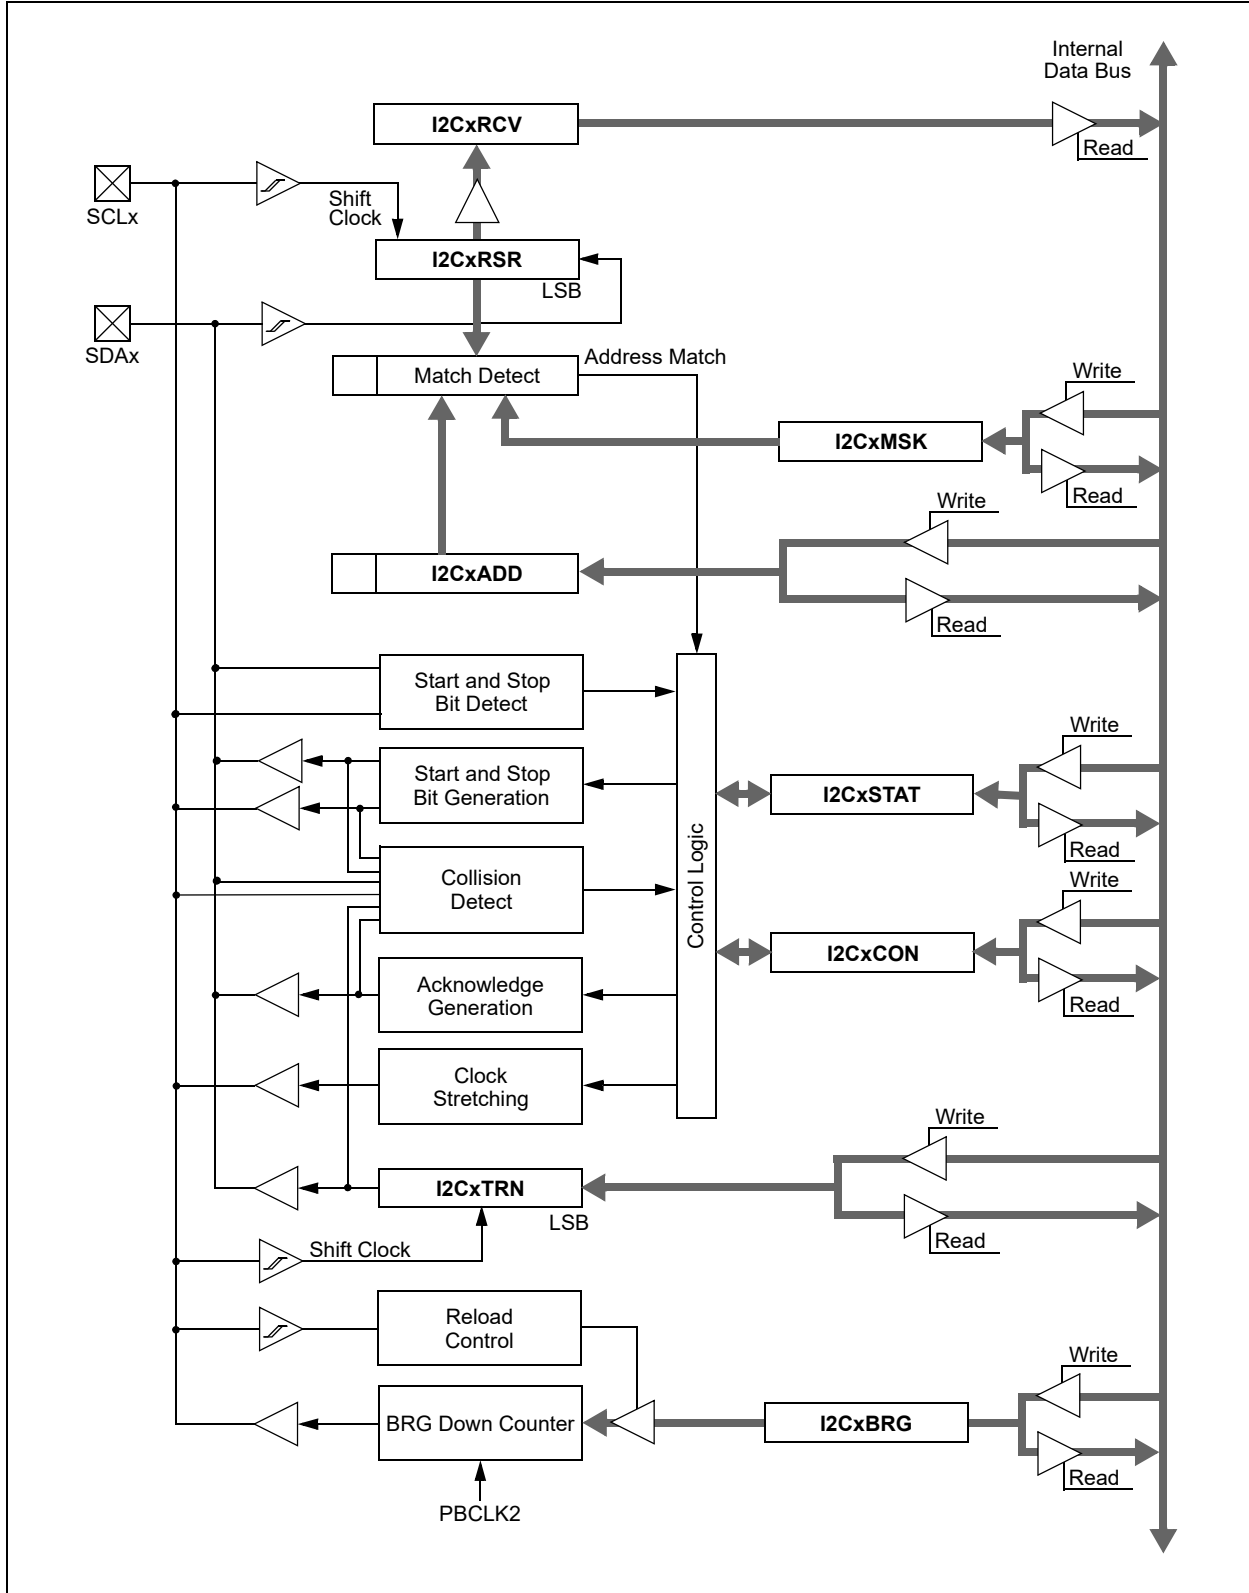 Internal
Data Bus
I2CxRCV
Read
SCLx
Shift
Clock
I2CxRSR
LSB
SDAx
Address Match
Match Detect
Write
I2CxMSK
Read
Write
I2CxADD
Read
Start and Stop
Bit Detect
Write
Start and Stop
Bit Generation
I2CxSTAT
Read
Control Logic
Collision
Detect
Write
I2CxCON
Read
Acknowledge
Generation
Clock
Stretching
Write
I2CxTRN
LSB
Read
Shift Clock
Reload
Control
Write
BRG Down Counter
I2CxBRG
Read
PBCLK2